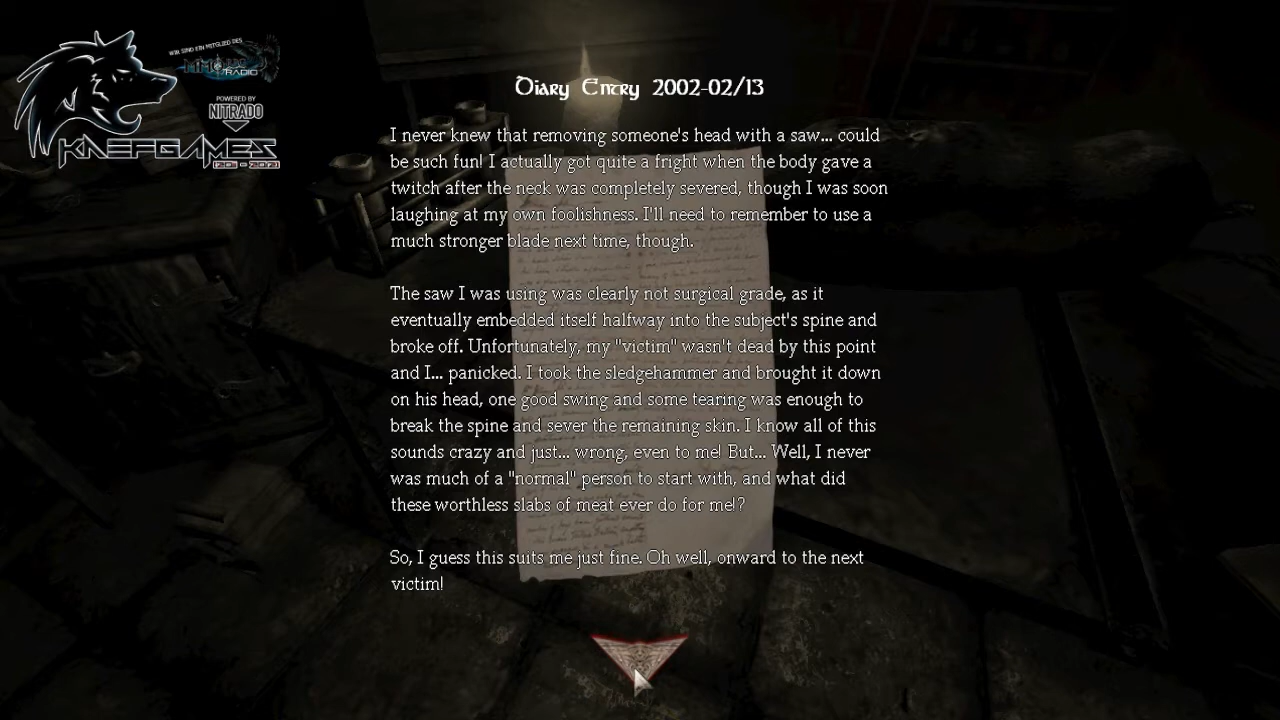 WIR SIND EIN MITGLIED DES
RADIO
POWERED BY
NITRADO
KNEFGAMES
Diary Entry 2002-02/13
I never knew that removing someone's head with a saw... could
be such fun! I actually got quite a fright when the body gave a
twitch after the neck was completely severed, though I was soon
laughing at my own foolishness. I'll need to remember to use a
much stronger blade next time, though.
The saw I was using was clearly not surgical grade, as it
eventually embedded itself halfway into the subject's spine and
broke off. Unfortunately, my "victim" wasn't dead by this point
and I... panicked. I took the sledgehammer and brought it down
on his head, one good swing and some tearing was enough to
break the spine and sever the remaining skin. I know all of this
sounds crazy and just... wrong, even to me! But... Well, I never
was much of a "normal" person to start with, and what did
these worthless slabs of meat ever do for me!?
So, I guess this suits me just fine. Oh well, onward to the next
victim!